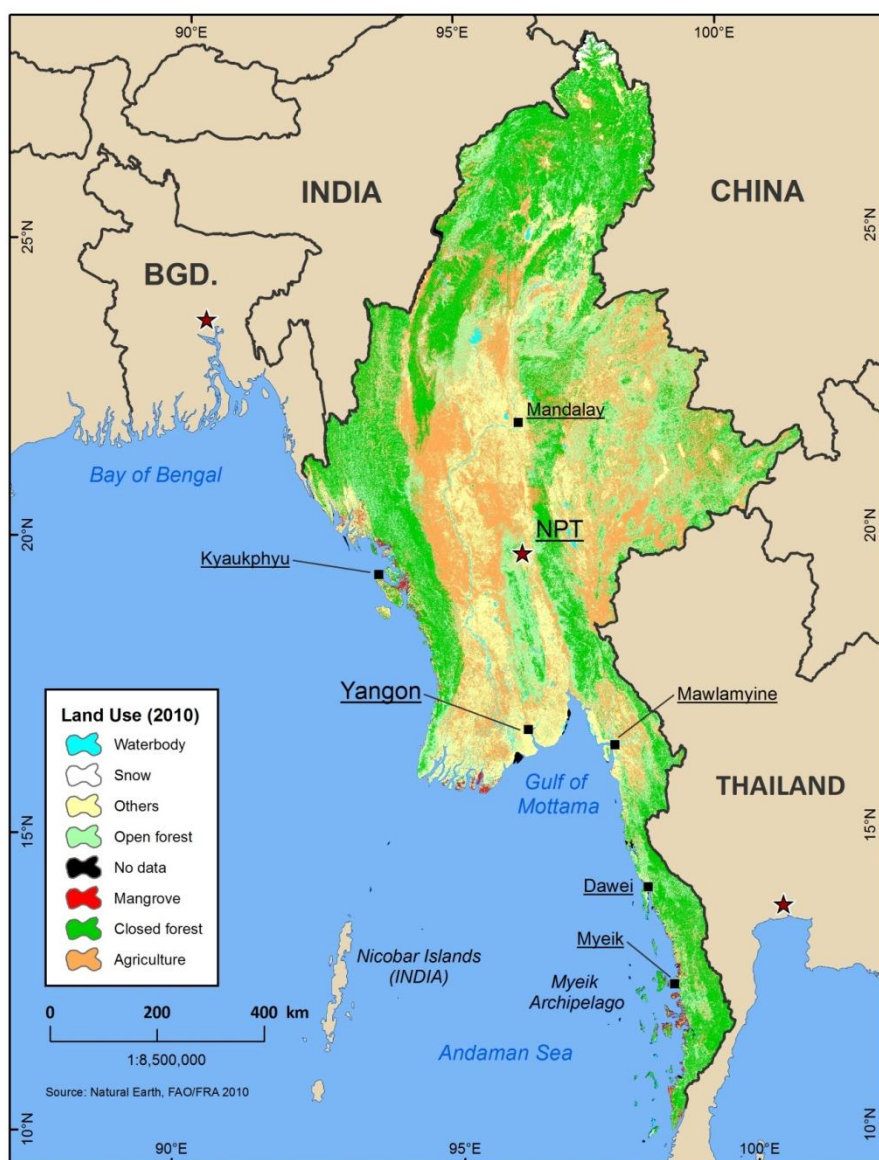 90°E
95°E
100°E
INDIA
CHINA
25°N
25°N
BGD.
Mandalay
Bay of Bengal
20°N
20°N
NPT
Kyaukphyu
Yangon
Mawlamyine
Land Use (2010)
Waterbody
Snow
Others
Open forest
No data
Mangrove
Closed forest
Agriculture
Gulf of
Mottama
THAILAND
15°N
15°N
Dawei
Myeik
Nicobar Islands
(INDIA)
Myeik
Archipelago
0 200 400 km
1:8,500,000
Andaman Sea
Source: Natural Earth, FAO/FRA 2010
10°N
10°N
90°E
95°E
100°E